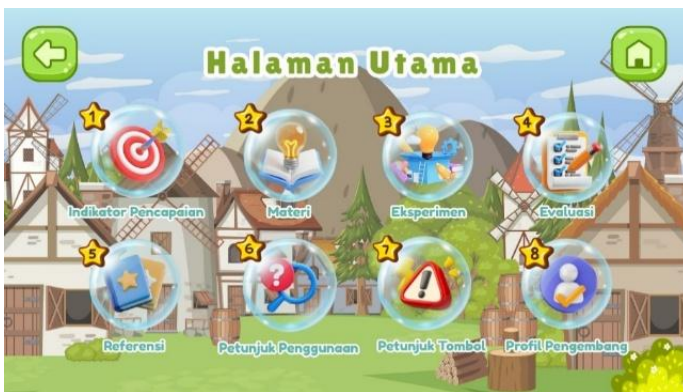 Halaman Utama
1
2
3
4
Indikator Pencapaian
Materi
Eksperimen
Evaluasi
5
6
7
8
Referensi
Petunjuk Penggunaan
Petunjuk Tombol
Profil Pengembang